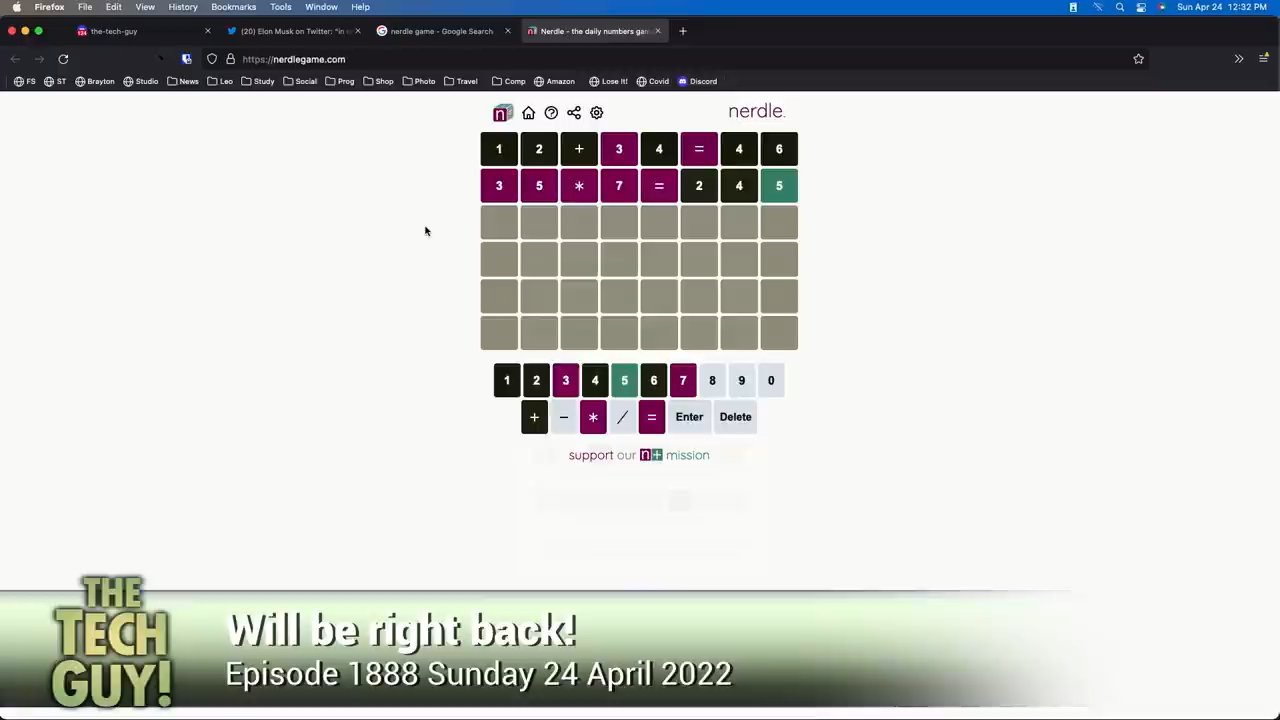 Firefox File Edit View History Bookmarks Tools Window Help Sun Apr 24 12:32 PM
the-tech-guy (20) Elon Musk on Twitter: "in nerdle game - Google Search Nerdle - the daily numbers gam
https://nerdlegame.com
FS ST Brayton Studio News Leo Study Social Prog Shop Photo Travel Comp Amazon Lose It! Covid Discord
n nerdle.
1 2 + 3 4 = 4 6
3 5 * 7 = 2 4 5
1 2 3 4 5 6 7 8 9 0
+ - * / = Enter Delete
support our n+ mission
THE TECH GUY!
Will be right back!
Episode 1888 Sunday 24 April 2022